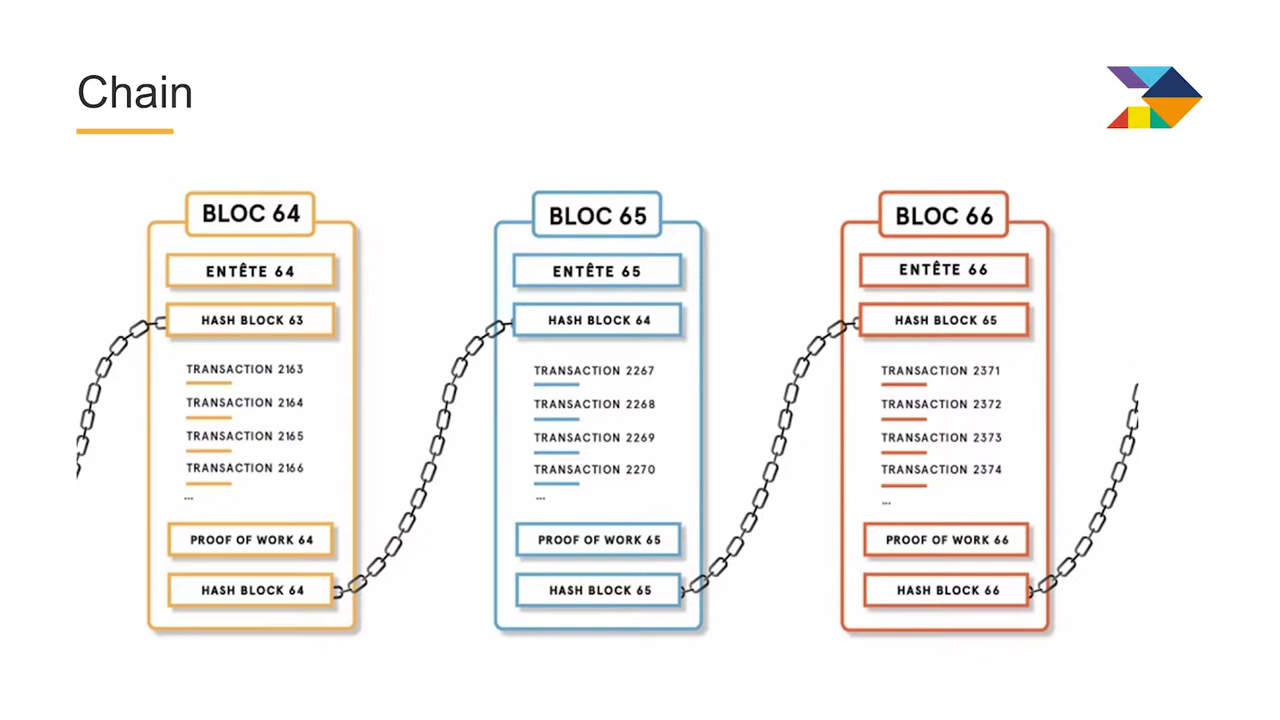 Chain
BLOC 64
ENTÊTE 64
HASH BLOCK 63
TRANSACTION 2163
TRANSACTION 2164
TRANSACTION 2165
TRANSACTION 2166
...
PROOF OF WORK 64
HASH BLOCK 64
BLOC 65
ENTÊTE 65
HASH BLOCK 64
TRANSACTION 2267
TRANSACTION 2268
TRANSACTION 2269
TRANSACTION 2270
...
PROOF OF WORK 65
HASH BLOCK 65
BLOC 66
ENTÊTE 66
HASH BLOCK 65
TRANSACTION 2371
TRANSACTION 2372
TRANSACTION 2373
TRANSACTION 2374
...
PROOF OF WORK 66
HASH BLOCK 66